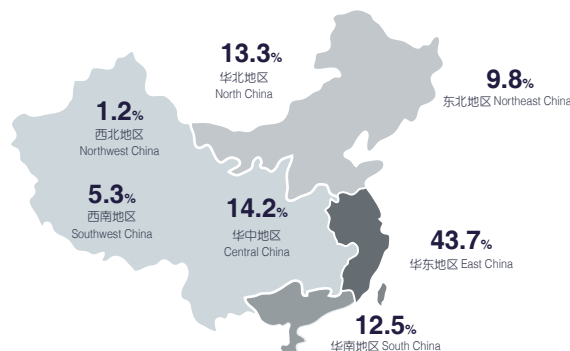 13.3%
华北地区
North China
9.8%
东北地区 Northeast China
1.2%
西北地区
Northwest China
5.3%
西南地区
Southwest China
14.2%
华中地区
Central China
43.7%
华东地区 East China
12.5%
华南地区 South China